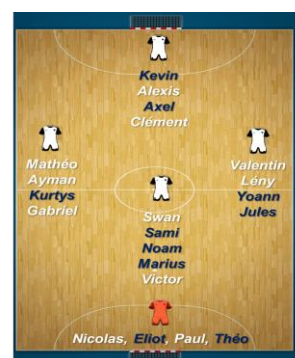 Kevin
Alexis
Axel
Clément
Mathéo
Ayman
Kurtys
Gabriel
Valentin
Lény
Yoann
Jules
Swan
Sami
Noam
Marius
Victor
Nicolas, Eliot, Paul, Théo